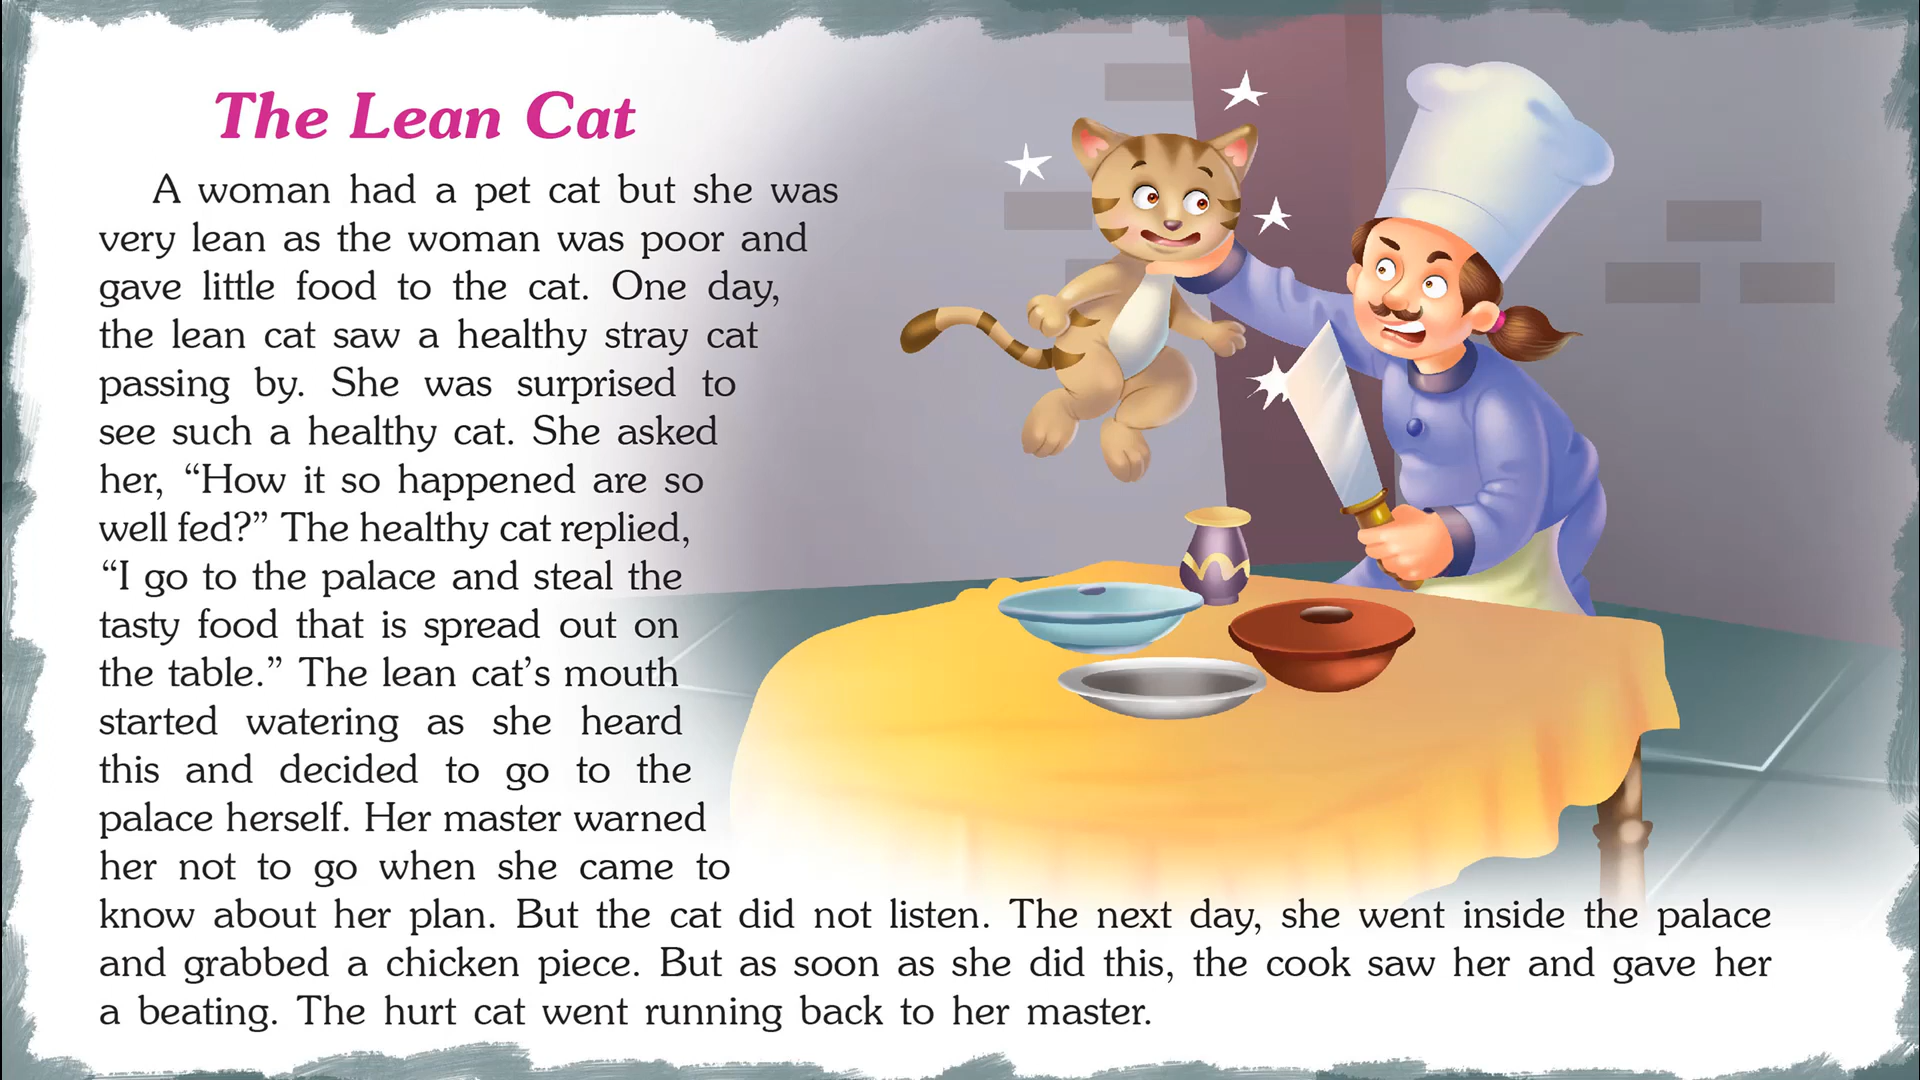 The Lean Cat
A woman had a pet cat but she was
very lean as the woman was poor and
gave little food to the cat. One day,
the lean cat saw a healthy stray cat
passing by. She was surprised to
see such a healthy cat. She asked
her, “How it so happened are so
well fed?” The healthy cat replied,
“I go to the palace and steal the
tasty food that is spread out on
the table.” The lean cat’s mouth
started watering as she heard
this and decided to go to the
palace herself. Her master warned
her not to go when she came to
know about her plan. But the cat did not listen. The next day, she went inside the palace
and grabbed a chicken piece. But as soon as she did this, the cook saw her and gave her
a beating. The hurt cat went running back to her master.